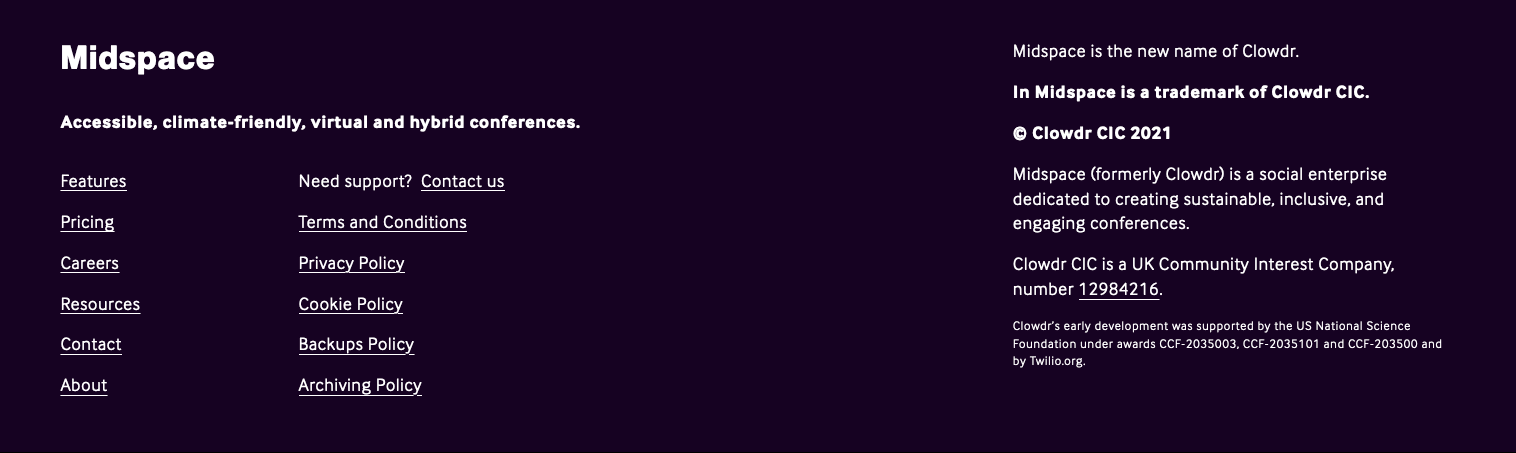 Midspace
Accessible, climate-friendly, virtual and hybrid conferences.
Features
Pricing
Careers
Resources
Contact
About
Need support? Contact us
Terms and Conditions
Privacy Policy
Cookie Policy
Backups Policy
Archiving Policy
Midspace is the new name of Clowdr.
In Midspace is a trademark of Clowdr CIC.
© Clowdr CIC 2021
Midspace (formerly Clowdr) is a social enterprise
dedicated to creating sustainable, inclusive, and
engaging conferences.
Clowdr CIC is a UK Community Interest Company,
number 12984216.
Clowdr's early development was supported by the US National Science
Foundation under awards CCF-2035003, CCF-2035101 and CCF-203500 and
by Twilio.org.